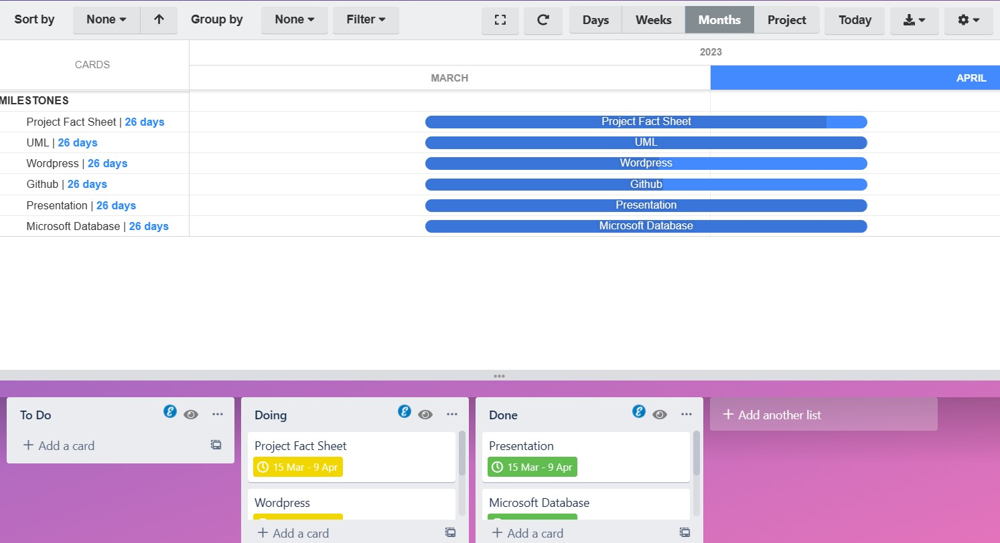 Sort by None Group by None Filter Days Weeks Months Project Today
2023
CARDS
MARCH APRIL
MILESTONES
Project Fact Sheet | 26 days Project Fact Sheet
UML | 26 days UML
Wordpress | 26 days Wordpress
Github | 26 days Github
Presentation | 26 days Presentation
Microsoft Database | 26 days Microsoft Database
To Do
+ Add a card
Doing
Project Fact Sheet
15 Mar - 9 Apr
Wordpress
+ Add a card
Done
Presentation
15 Mar - 9 Apr
Microsoft Database
+ Add a card
+ Add another list